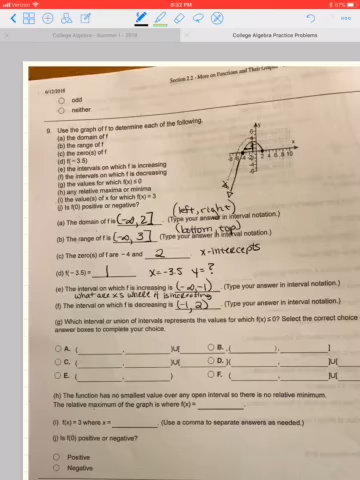 Verizon
6:32 PM
67%
College Algebra - Summer I - 2018
College Algebra Practice Problems
Section 2.2 - More on Functions and Their
6/12/2018
odd
neither
9. Use the graph of f to determine each of the following.
(a) the domain of f
(b) the range of f
(c) the zero(s) of f
(d) f(−3.5)
(e) the intervals on which f is increasing
(f) the intervals on which f is decreasing
(g) the values for which f(x) ≤ 0
(h) any relative maxima or minima
(i) the value(s) of x for which f(x) = 3
(j) Is f(0) positive or negative?
(left, right)
(a) The domain of f is (-∞, 2]. (Type your answer in interval notation.)
(bottom, top)
(b) The range of f is (-∞, 3]. (Type your answer in interval notation.)
(c) The zero(s) of f are −4 and 2. x-intercepts
(d) f(−3.5) = 1 x=-3.5 y=?
(e) The interval on which f is increasing is (-∞,-1). (Type your answer in interval notation.)
what are x's where it is increasing
(f) The interval on which f is decreasing is (-1, 2). (Type your answer in interval notation.)
(g) Which interval or union of intervals represents the values for which f(x) ≤ 0? Select the correct choice
answer boxes to complete your choice.
A. ( , )U[ B. ( , ]
C. ( , )U[ D. ( , ]U[
E. ( , ) F. ( , ]U[
(h) The function has no smallest value over any open interval so there is no relative minimum.
The relative maximum of the graph is where f(x) =
(i) f(x) = 3 where x = . (Use a comma to separate answers as needed.)
(j) Is f(0) positive or negative?
Positive
Negative